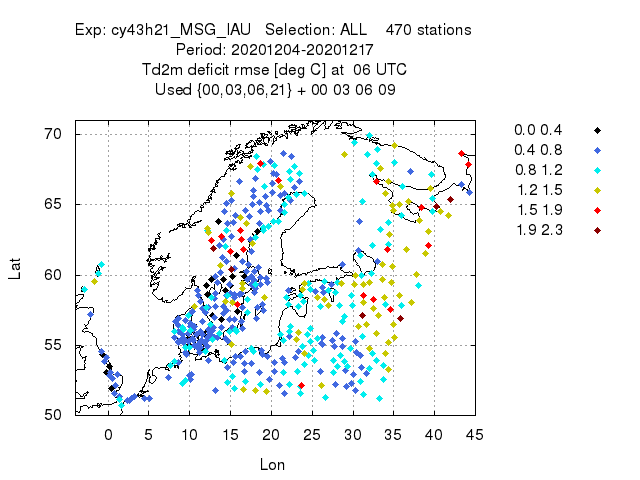 Exp: cy43h21_MSG_IAU Selection: ALL 470 stations
Period: 20201204-20201217
Td2m deficit rmse [deg C] at 06 UTC
Used {00,03,06,21} + 00 03 06 09
0.0 0.4
0.4 0.8
0.8 1.2
1.2 1.5
1.5 1.9
1.9 2.3
70
65
60
55
50
Lat
0 5 10 15 20 25 30 35 40 45
Lon